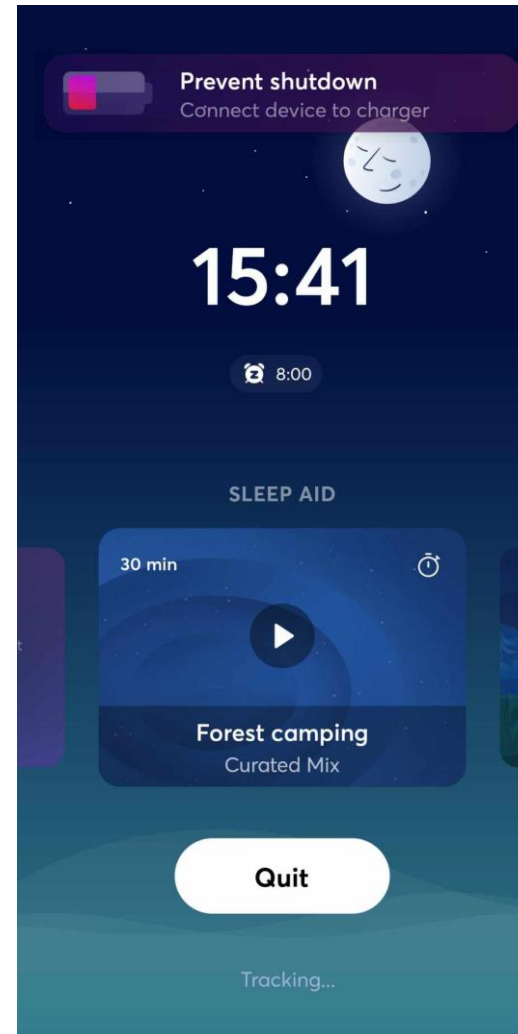 Prevent shutdown
Connect device to charger
15:41
8:00
SLEEP AID
30 min
t
Forest camping
Curated Mix
Quit
Tracking...